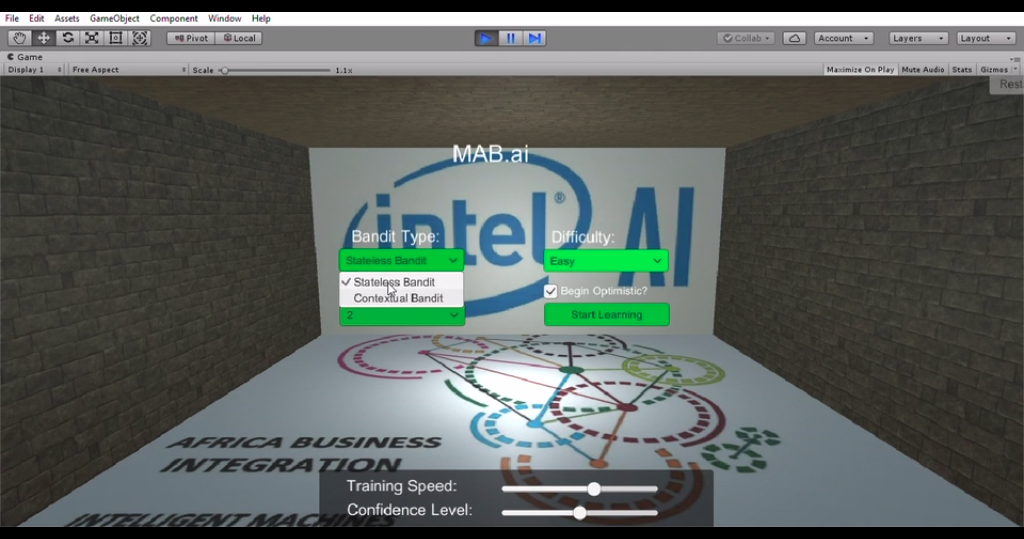 File Edit Assets GameObject Component Window Help
Pivot Local Collab Account Layers Layout
Game
Display 1 Free Aspect Scale 1.1x Maximize On Play Mute Audio Stats Gizmos
Rest
MAB.ai
intel® AI
Bandit Type: Difficulty:
Stateless Bandit Easy
Stateless Bandit
Begin Optimistic?
Contextual Bandit
2 Start Learning
AFRICA BUSINESS
INTEGRATION
Training Speed:
Confidence Level:
INTELLIGENT MACHINES